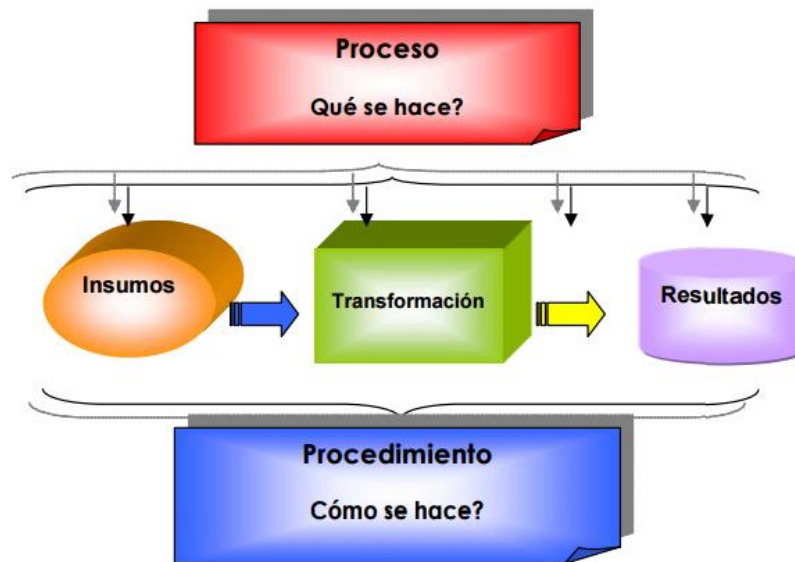 Proceso
Qué se hace?
Insumos
Transformación
Resultados
Procedimiento
Cómo se hace?